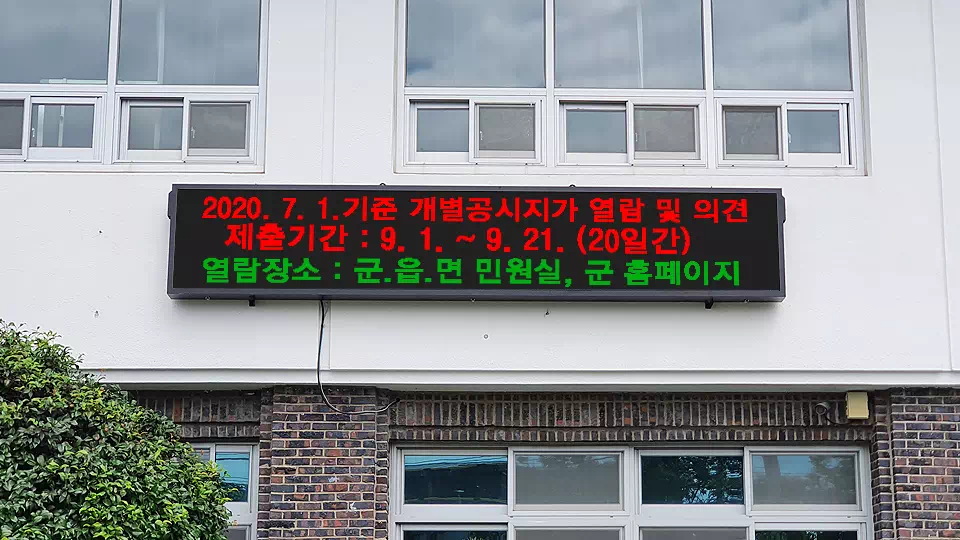 2020. 7. 1.기준 개별공시지가 열람 및 의견
제출기간 : 9. 1. ~ 9. 21. (20일간)
열람장소 : 군.읍.면 민원실, 군 홈페이지